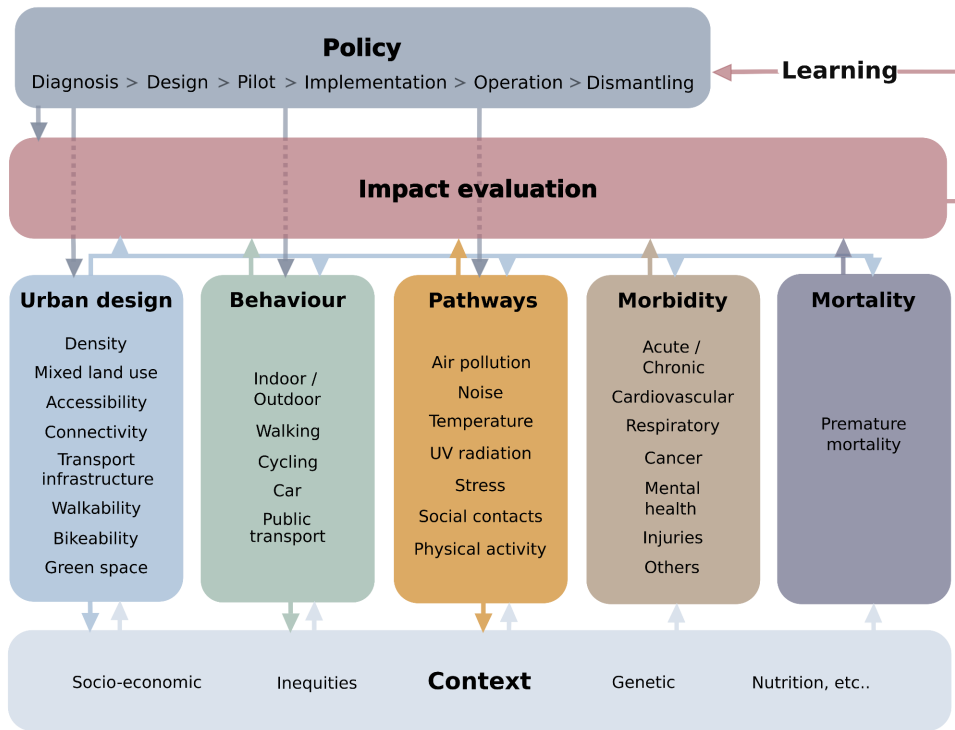 Policy
Diagnosis > Design > Pilot > Implementation > Operation > Dismantling
Learning
Impact evaluation
Urban design
Density
Mixed land use
Accessibility
Connectivity
Transport
infrastructure
Walkability
Bikeability
Green space
Behaviour
Indoor /
Outdoor
Walking
Cycling
Car
Public
transport
Pathways
Air pollution
Noise
Temperature
UV radiation
Stress
Social contacts
Physical activity
Morbidity
Acute /
Chronic
Cardiovascular
Respiratory
Cancer
Mental
health
Injuries
Others
Mortality
Premature
mortality
Socio-economic
Inequities
Context
Genetic
Nutrition, etc..